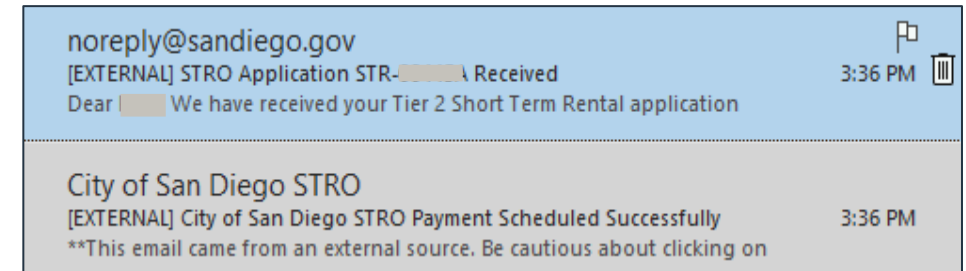 noreply@sandiego.gov
[EXTERNAL] STRO Application STR- Received 3:36 PM
Dear We have received your Tier 2 Short Term Rental application
City of San Diego STRO
[EXTERNAL] City of San Diego STRO Payment Scheduled Successfully 3:36 PM
**This email came from an external source. Be cautious about clicking on